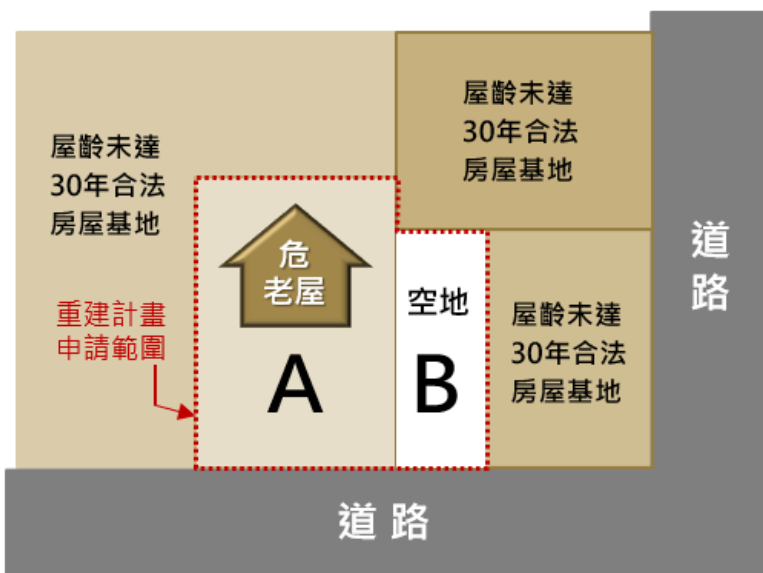 屋齡未達
30年合法
房屋基地
屋齡未達
30年合法
房屋基地
危
老屋
A
空地
B
屋齡未達
30年合法
房屋基地
重建計畫
申請範圍
道
路
道路